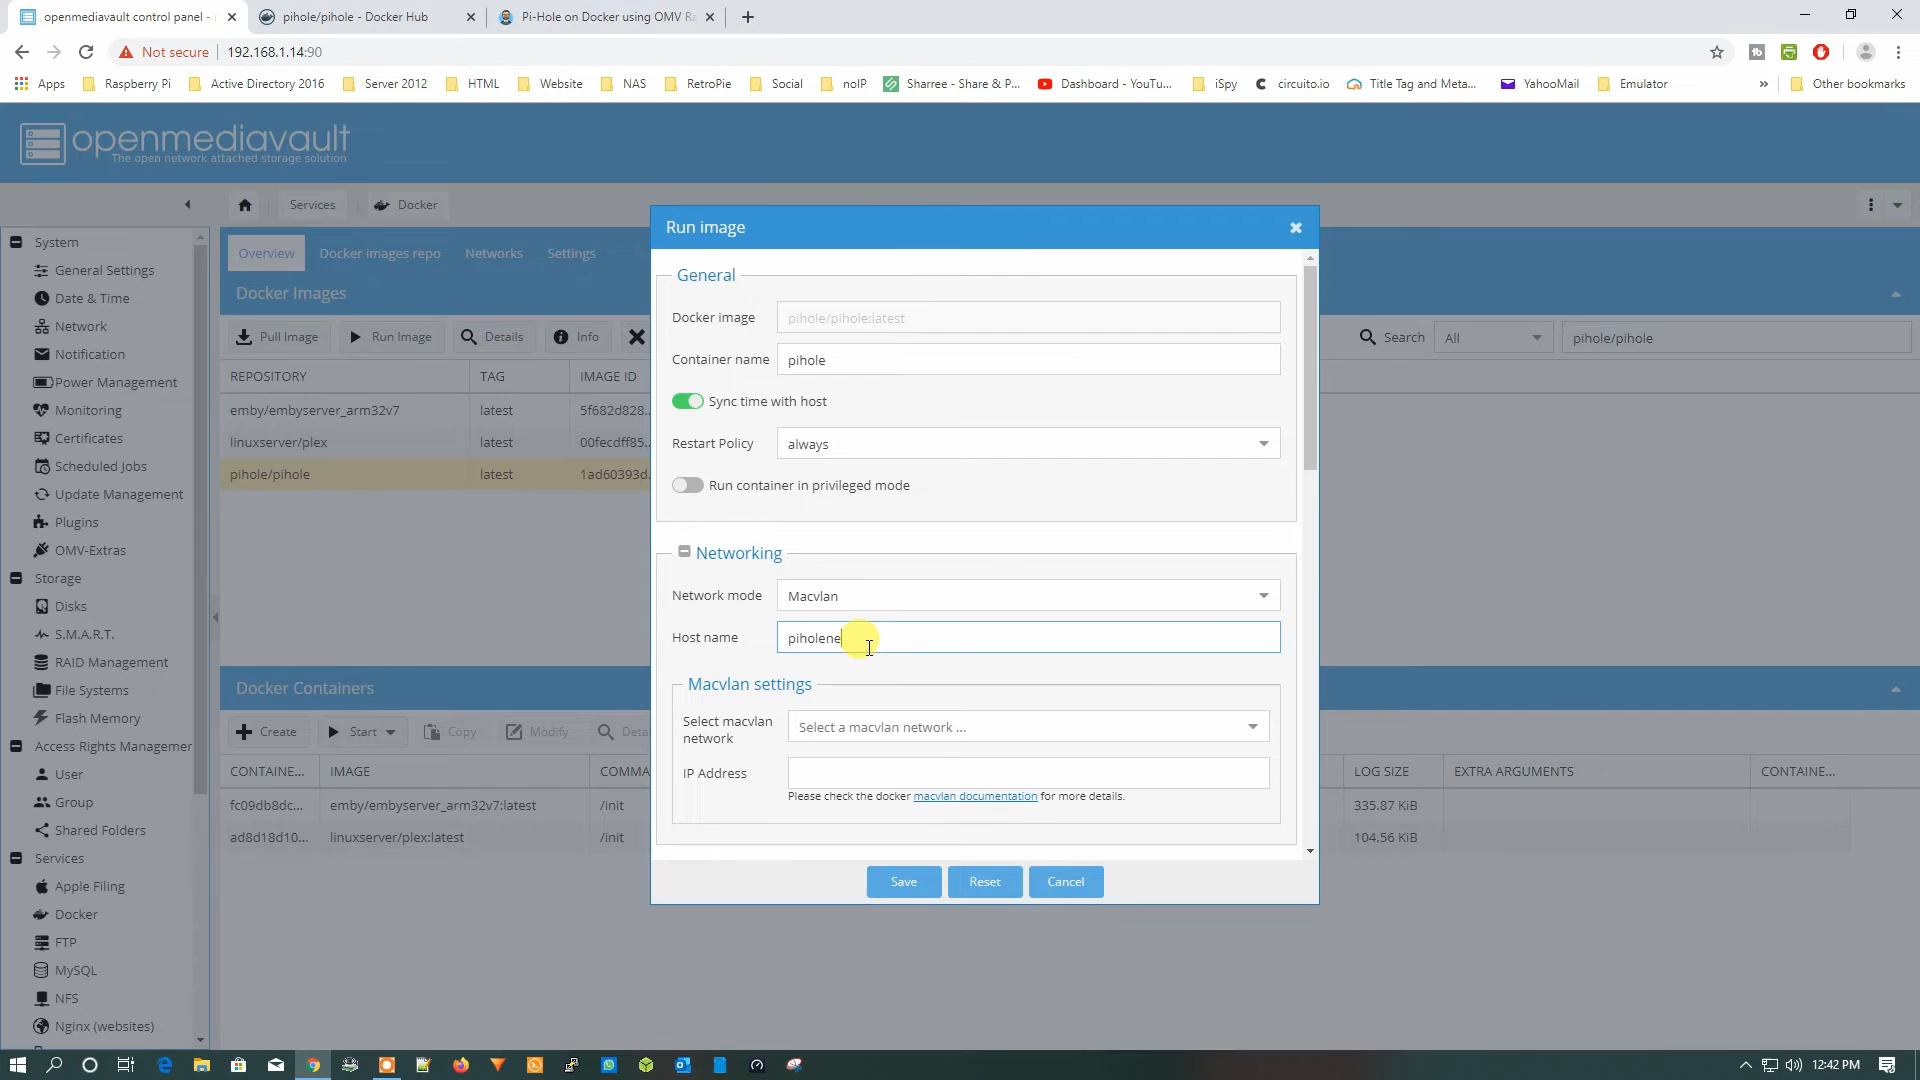 openmediavault control panel -
pihole/pihole - Docker Hub
Pi-Hole on Docker using OMV Ra
Not secure
192.168.1.14:90
Apps
Raspberry Pi
Active Directory 2016
Server 2012
HTML
Website
NAS
RetroPie
Social
noIP
Sharree - Share & P...
Dashboard - YouTu...
iSpy
circuito.io
Title Tag and Meta...
YahooMail
Emulator
Other bookmarks
openmediavault
The open network attached storage solution
Services
Docker
System
General Settings
Date & Time
Network
Notification
Power Management
Monitoring
Certificates
Scheduled Jobs
Update Management
Plugins
OMV-Extras
Storage
Disks
S.M.A.R.T.
RAID Management
File Systems
Flash Memory
Access Rights Managemer
User
Group
Shared Folders
Services
Apple Filing
Docker
FTP
MySQL
NFS
Nginx (websites)
Overview
Docker images repo
Networks
Settings
Docker Images
Pull Image
Run Image
Details
Info
Search
All
pihole/pihole
REPOSITORY
TAG
IMAGE ID
emby/embyserver_arm32v7
latest
5f682d828...
linuxserver/plex
latest
00fecdff85...
pihole/pihole
latest
1ad60393d...
Run image
General
Docker image
pihole/pihole:latest
Container name
pihole
Sync time with host
Restart Policy
always
Run container in privileged mode
Networking
Network mode
Macvlan
Host name
piholene
Macvlan settings
Select macvlan
network
Select a macvlan network ...
IP Address
Please check the docker macvlan documentation for more details.
Save
Reset
Cancel
Docker Containers
Create
Start
Copy
Modify
Deta
CONTAINE...
IMAGE
COMMA
LOG SIZE
EXTRA ARGUMENTS
CONTAINE...
fc09db8dc...
emby/embyserver_arm32v7:latest
/init
335.87 KiB
ad8d18d10...
linuxserver/plex:latest
/init
104.56 KiB
12:42 PM